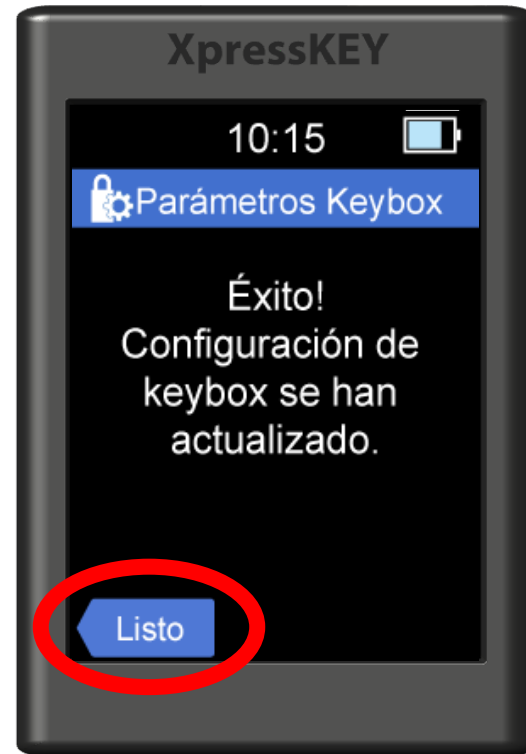 XpressKEY
10:15
Parámetros Keybox
Éxito!
Configuración de
keybox se han
actualizado.
Listo